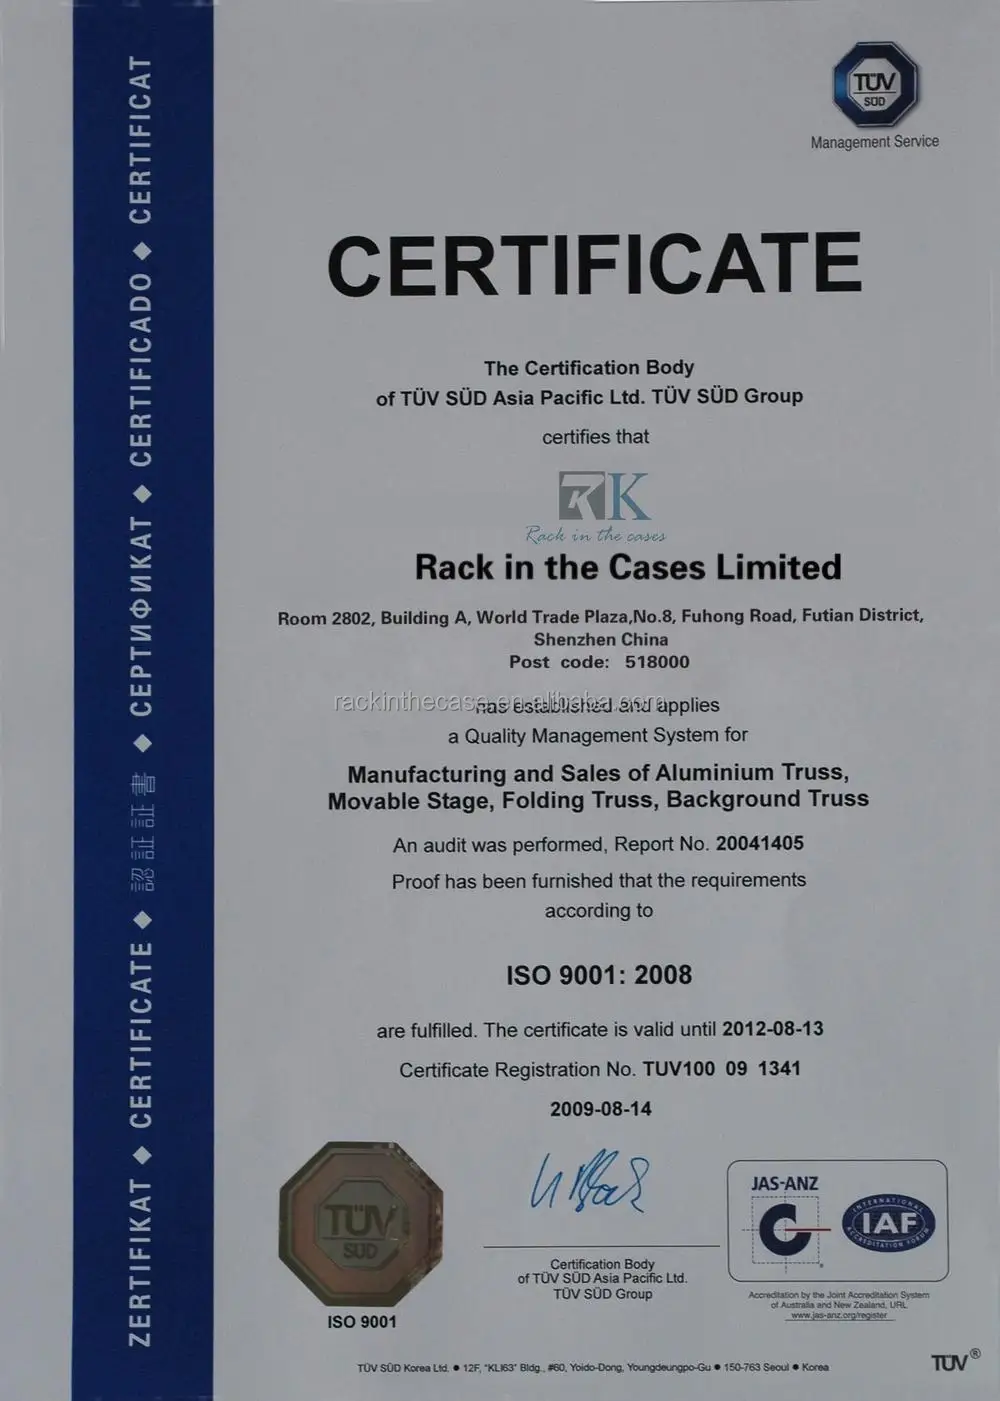 ZERTIFIKAT ◆ CERTIFICATE ◆ 認証証書 ◆ СЕРТИФИКАТ ◆ CERTIFICADO ◆ CERTIFICAT
TÜV
SÜD
Management Service
CERTIFICATE
The Certification Body
of TÜV SÜD Asia Pacific Ltd. TÜV SÜD Group
certifies that
RK
Rack in the cases
Rack in the Cases Limited
Room 2802, Building A, World Trade Plaza,No.8, Fuhong Road, Futian District,
Shenzhen China
Post code: 518000
rackinthecase.en.alibaba.com
has established and applies
a Quality Management System for
Manufacturing and Sales of Aluminium Truss,
Movable Stage, Folding Truss, Background Truss
An audit was performed, Report No. 20041405
Proof has been furnished that the requirements
according to
ISO 9001: 2008
are fulfilled. The certificate is valid until 2012-08-13
Certificate Registration No. TUV100 09 1341
2009-08-14
TÜV
SÜD
ISO 9001
Certification Body
of TÜV SÜD Asia Pacific Ltd.
TÜV SÜD Group
JAS-ANZ
INTERNATIONAL
IAF
ACCREDITATION FORUM
Accreditation by the Joint Accreditation System
of Australia and New Zealand, URL
www.jas-anz.org/register
TÜV SÜD Korea Ltd. ● 12F, "KLI63" Bldg., #60, Yoido-Dong, Youngdeungpo-Gu ● 150-763 Seoul ● Korea
TÜV®